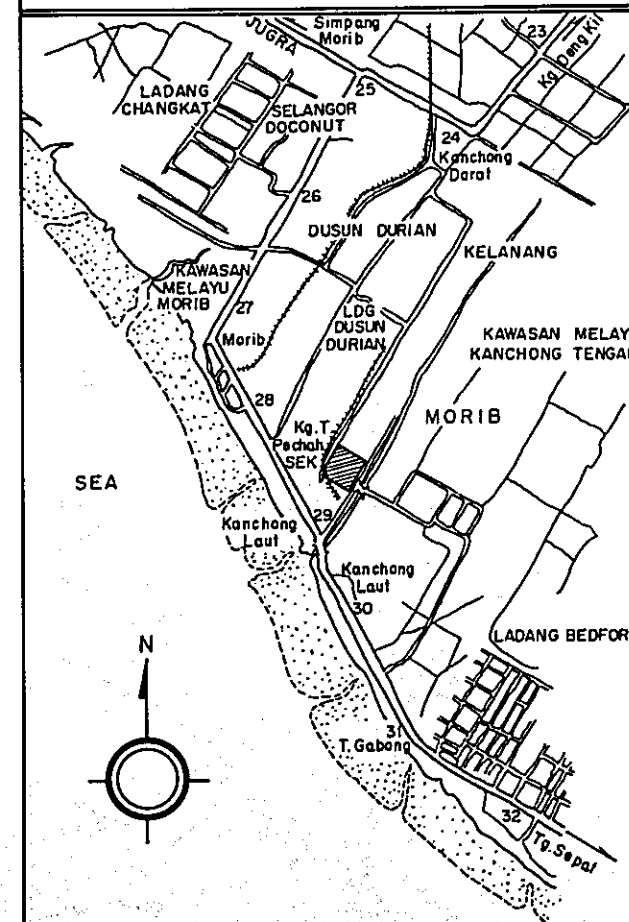 JUGRA
Simpang
Morib
23
Kg. Deng Kil
LADANG
CHANGKAT
SELANGOR
DOCONUT
25
24
Kanchong
Darat
26
DUSUN DURIAN
KELANANG
KAWASAN
MELAYU
MORIB
27
LDG
DUSUN
DURIAN
Morib
KAWASAN MELAY
KANCHONG TENGA
28
MORIB
Kg. T.
Pechah
SEK
SEA
29
Kanchong
Laut
Kanchong
Laut
30
LADANG BEDFOR
N
31
T. Gabong
32
Tg. Sepat